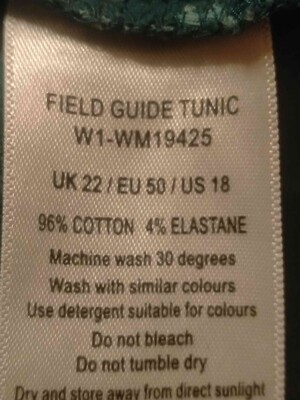 FIELD GUIDE TUNIC
W1-WM19425
UK 22 / EU 50 / US 18
96% COTTON 4% ELASTANE
Machine wash 30 degrees
Wash with similar colours
Use detergent suitable for colours
Do not bleach
Do not tumble dry
Dry and store away from direct sunlight